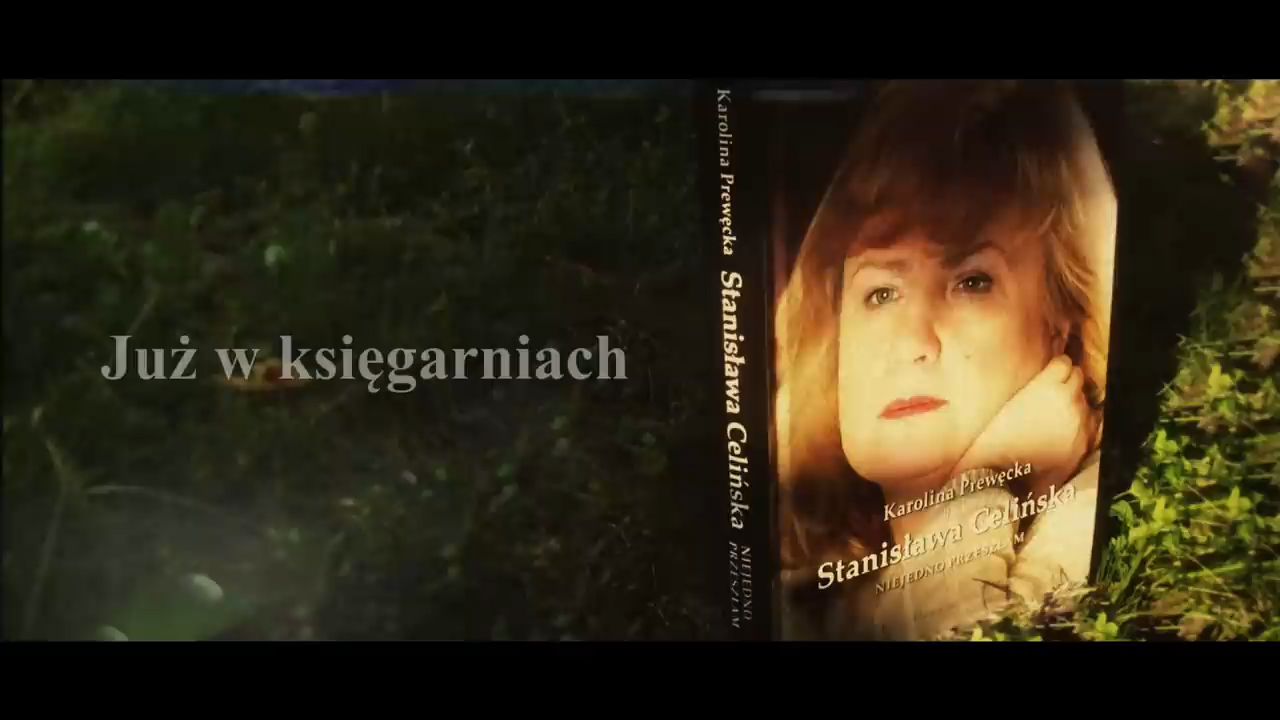 Już w księgarniach
Karolina Prewęcka Stanisława Celińska NIEJEDNO
PRZESZŁAM
Karolina Prewęcka
Stanisława Celińska
NIEJEDNO PRZESZŁAM